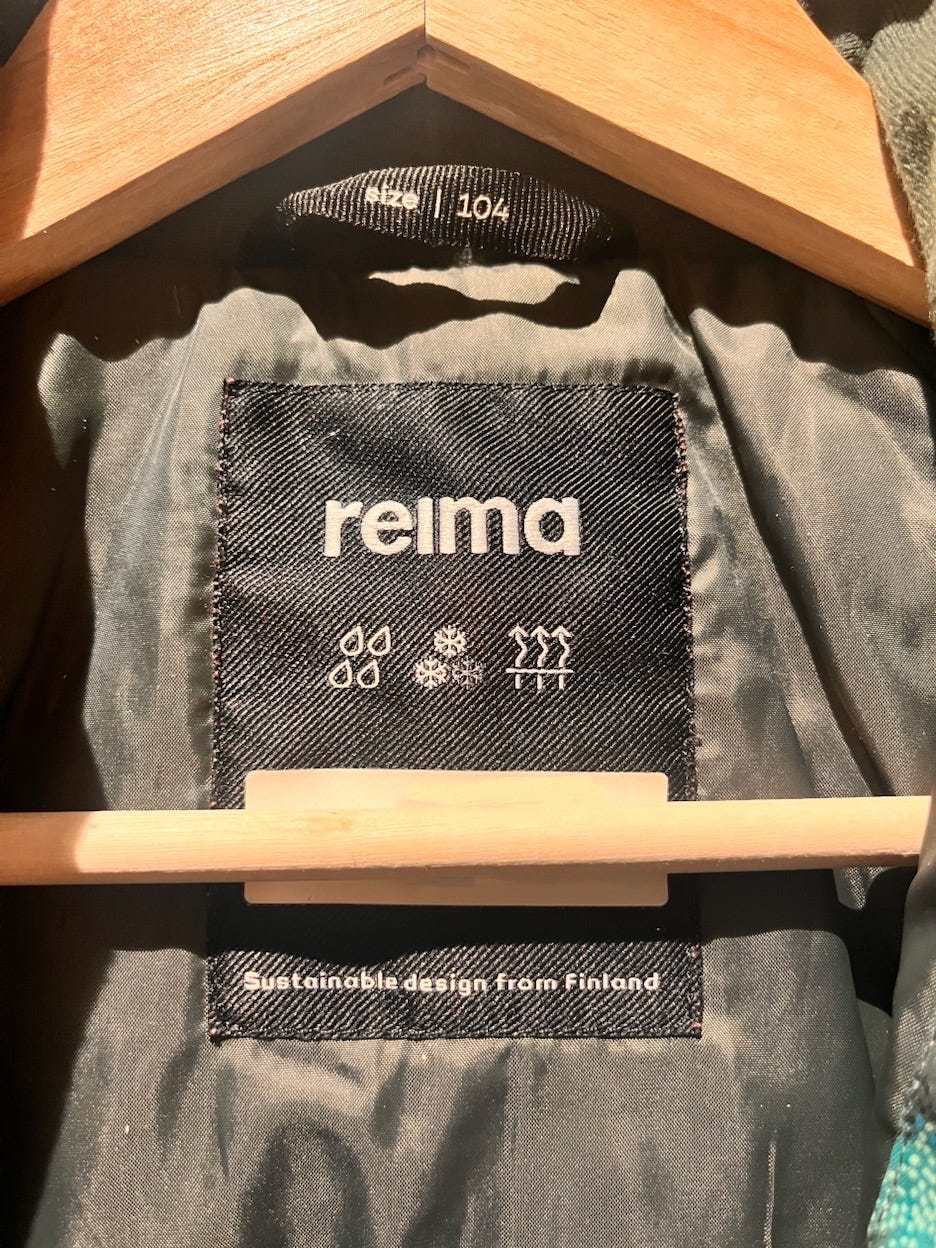 size | 104
reima
Sustainable design from Finland